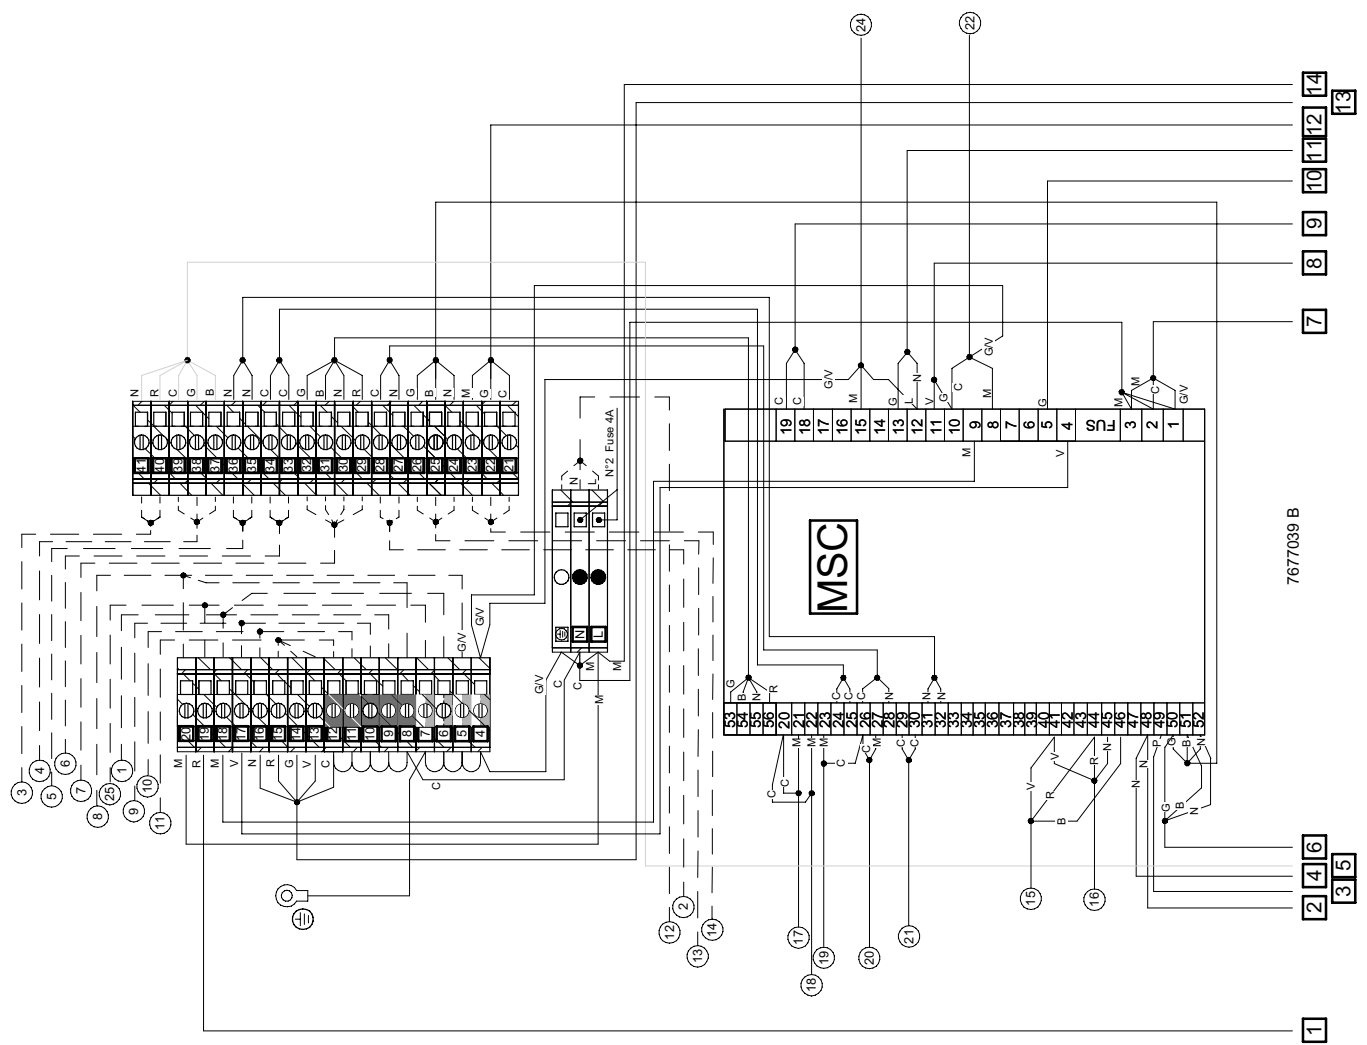 24
22
14
13
12
11
10
9
8
7
N R C G B N N C C G B N R C N G B N M G C
41 40 39 38 37 36 35 34 33 32 31 30 29 28 27 26 25 24 23 22 21
G/V
G/V
N
L
N°2 Fuse 4A
M
C
C
M
G
L
N
V
G
C
M
G/V
G
M
M
C
G/V
19 18 17 16 15 14 13 12 11 10 9 8 7 6 5 4 FUS 3 2 1
M
V
MSC
7677039 B
3
4
5
6
7
8
25
1
9
10
11
G/V
G/V
N
L
20 19 18 17 16 15 14 13 12 11 10 9 8 7 6 5 4
M R M V N R G V C
C
G/V
C
C
M
M
M
G
B
N
R
C
C
C
N
N
N
53 54 55 56 20 21 22 23 24 25 26 27 28 29 30 31 32 33 34 35 36 37 38 39 40 41 42 43 44 45 46 47 48 49 50 51 52
C
C
M
M
M
C
C
M
C
C
V
R
B
V
R
N
N
N
P
G
B
N
G
B
N
12
2
13
14
17
18
19
20
21
15
16
6
5
4
3
2
1